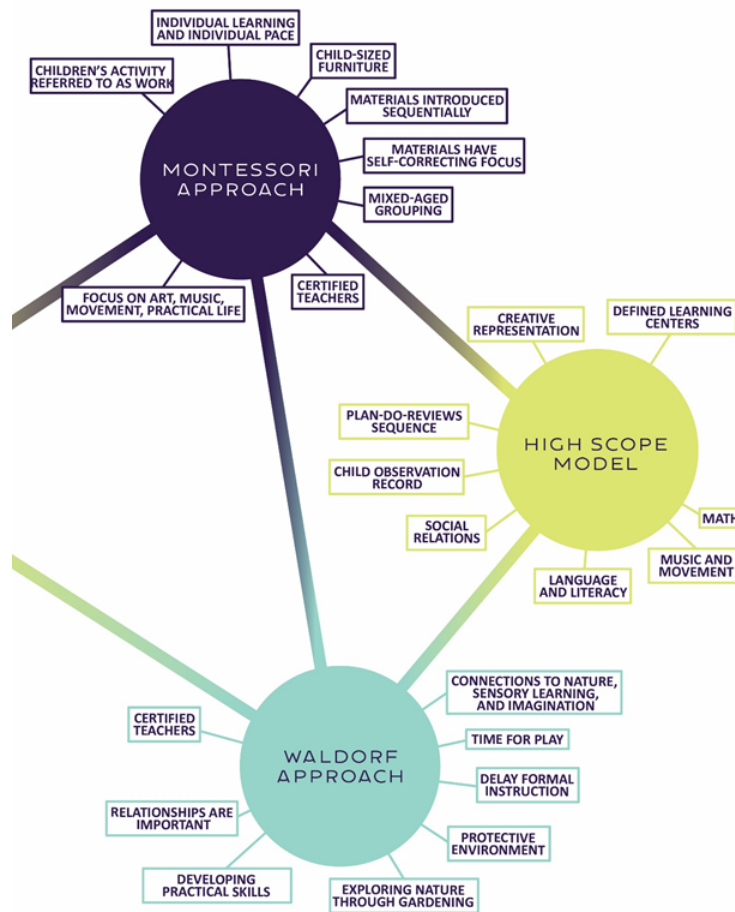 INDIVIDUAL LEARNING
AND INDIVIDUAL PACE
CHILD-SIZED
FURNITURE
CHILDREN'S ACTIVITY
REFERRED TO AS WORK
MATERIALS INTRODUCED
SEQUENTIALLY
MATERIALS HAVE
SELF-CORRECTING FOCUS
MONTESSORI
APPROACH
MIXED-AGED
GROUPING
CERTIFIED
TEACHERS
FOCUS ON ART, MUSIC,
MOVEMENT, PRACTICAL LIFE
CREATIVE
REPRESENTATION
DEFINED LEARNING
CENTERS
PLAN-DO-REVIEWS
SEQUENCE
HIGH SCOPE
MODEL
CHILD OBSERVATION
RECORD
SOCIAL
RELATIONS
MATH
MUSIC AND
MOVEMENT
LANGUAGE
AND LITERACY
CONNECTIONS TO NATURE,
SENSORY LEARNING,
AND IMAGINATION
CERTIFIED
TEACHERS
TIME FOR PLAY
WALDORF
APPROACH
DELAY FORMAL
INSTRUCTION
RELATIONSHIPS ARE
IMPORTANT
PROTECTIVE
ENVIRONMENT
DEVELOPING
PRACTICAL SKILLS
EXPLORING NATURE
THROUGH GARDENING